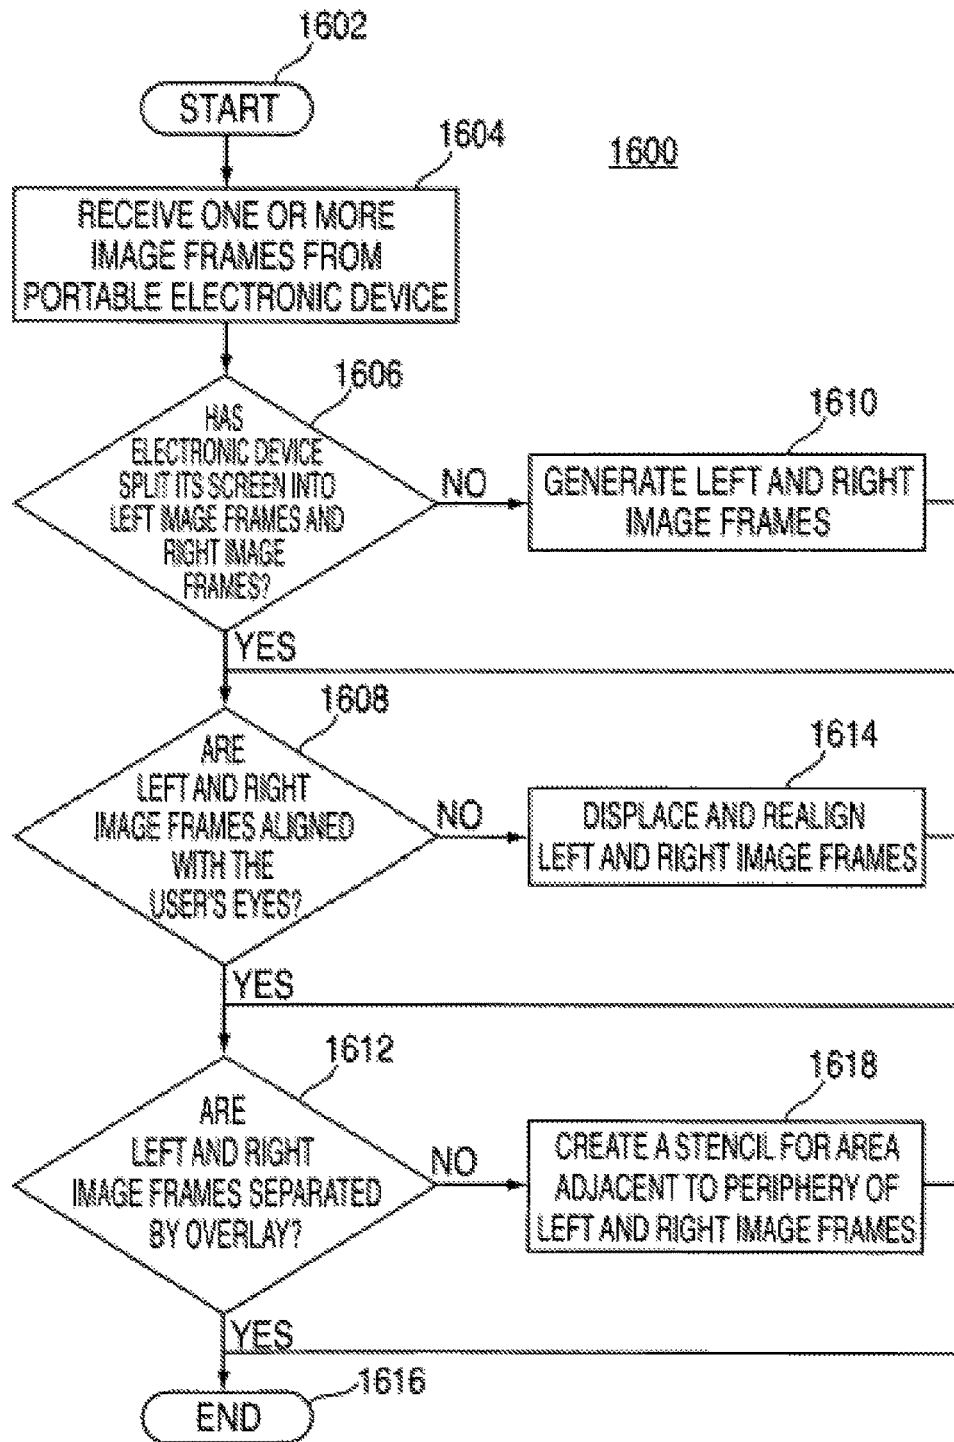 1602
START
1604
1600
RECEIVE ONE OR MORE
IMAGE FRAMES FROM
PORTABLE ELECTRONIC DEVICE
1606
HAS
ELECTRONIC DEVICE
SPLIT ITS SCREEN INTO
LEFT IMAGE FRAMES AND
RIGHT IMAGE
FRAMES?
NO
1610
GENERATE LEFT AND RIGHT
IMAGE FRAMES
YES
1608
ARE
LEFT AND RIGHT
IMAGE FRAMES ALIGNED
WITH THE
USER'S EYES?
NO
1614
DISPLACE AND REALIGN
LEFT AND RIGHT IMAGE FRAMES
YES
1612
ARE
LEFT AND RIGHT
IMAGE FRAMES SEPARATED
BY OVERLAY?
NO
1618
CREATE A STENCIL FOR AREA
ADJACENT TO PERIPHERY OF
LEFT AND RIGHT IMAGE FRAMES
YES
1616
END